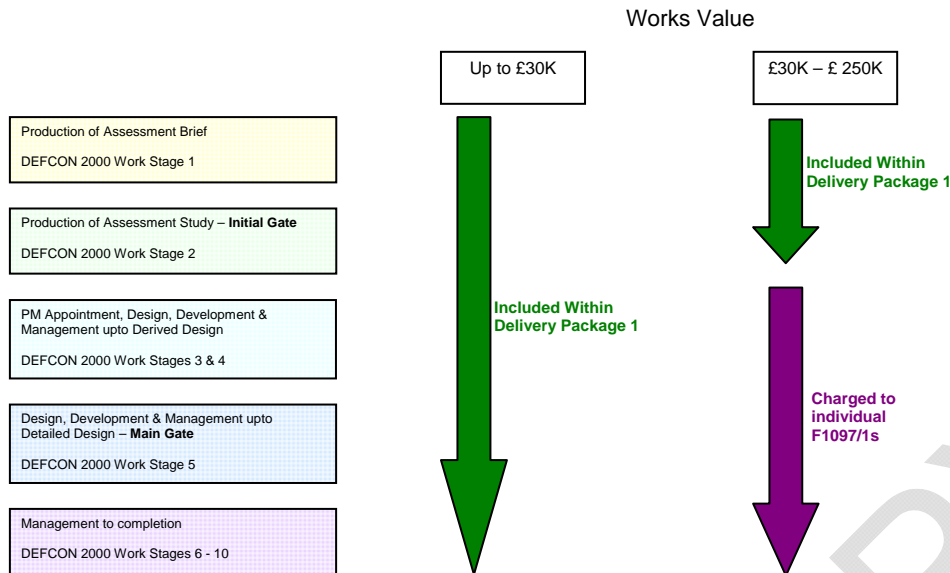 Works Value
Up to £30K
£30K – £ 250K
Production of Assessment Brief
DEFCON 2000 Work Stage 1
Included Within
Delivery Package 1
Production of Assessment Study – Initial Gate
DEFCON 2000 Work Stage 2
PM Appointment, Design, Development &
Management upto Derived Design
DEFCON 2000 Work Stages 3 & 4
Included Within
Delivery Package 1
Design, Development & Management upto
Detailed Design – Main Gate
DEFCON 2000 Work Stage 5
Charged to
individual
F1097/1s
Management to completion
DEFCON 2000 Work Stages 6 - 10